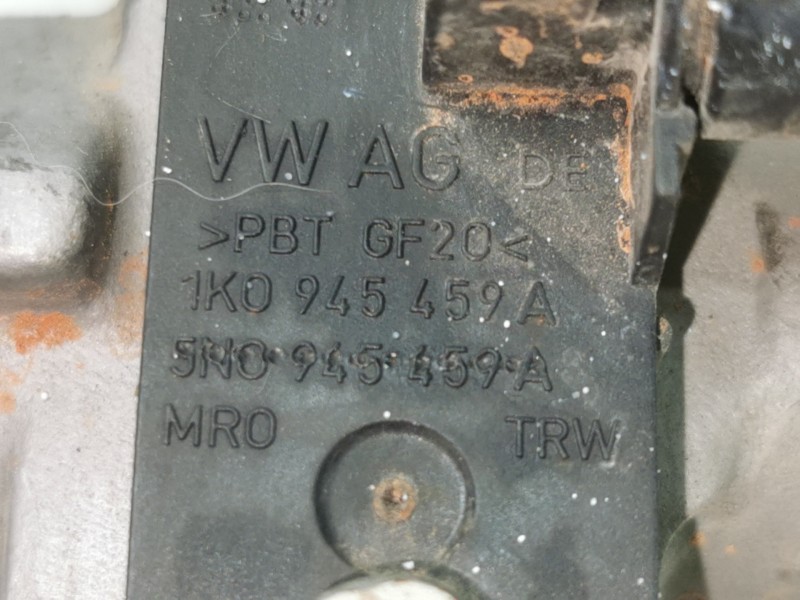 VW AG DE
>PBT GF20<
1K0 945 459 A
5N0 945 459 A
MRO TRW